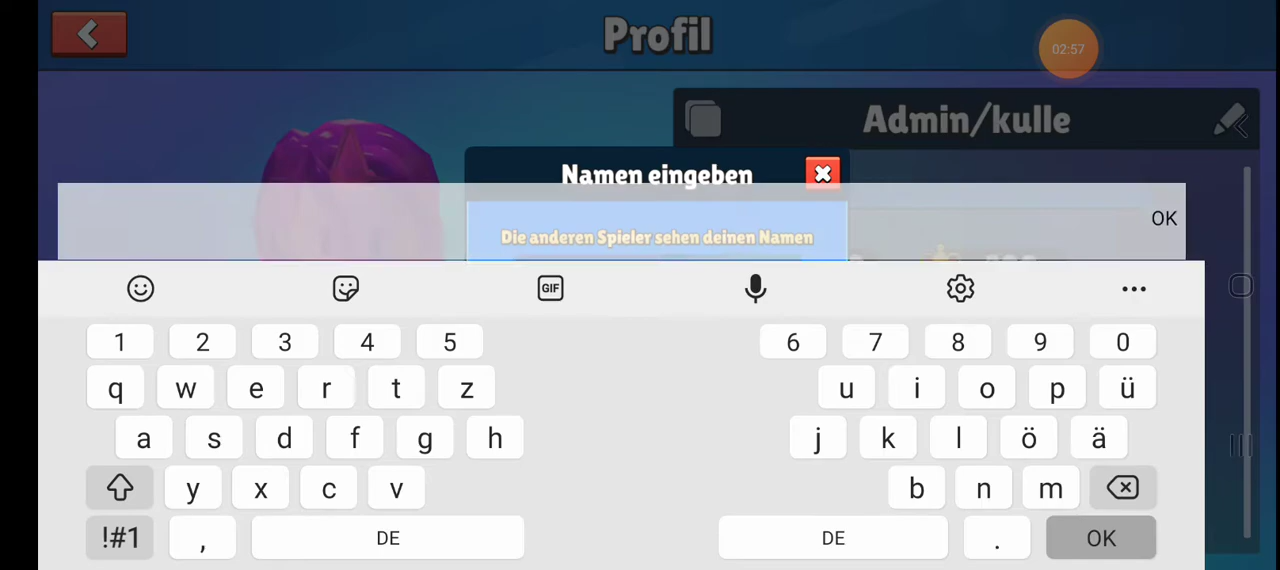 Profil
02:57
Admin/kulle
Namen eingeben
Die anderen Spieler sehen deinen Namen
OK
GIF
1 2 3 4 5 6 7 8 9 0
q w e r t z u i o p ü
a s d f g h j k l ö ä
y x c v b n m
!#1 , DE DE . OK